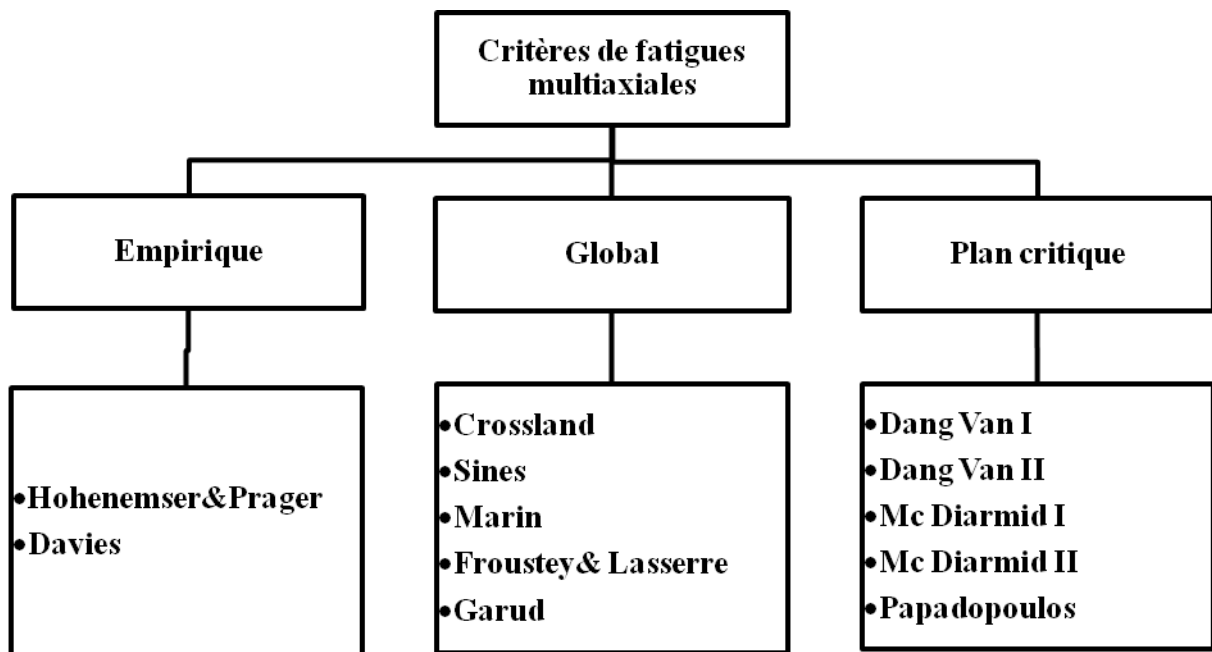 Critères de fatigues
multiaxiales
Empirique
Global
Plan critique
•Hohenemser&Prager
•Davies
•Crossland
•Sines
•Marin
•Froustey& Lasserre
•Garud
•Dang Van I
•Dang Van II
•Mc Diarmid I
•Mc Diarmid II
•Papadopoulos